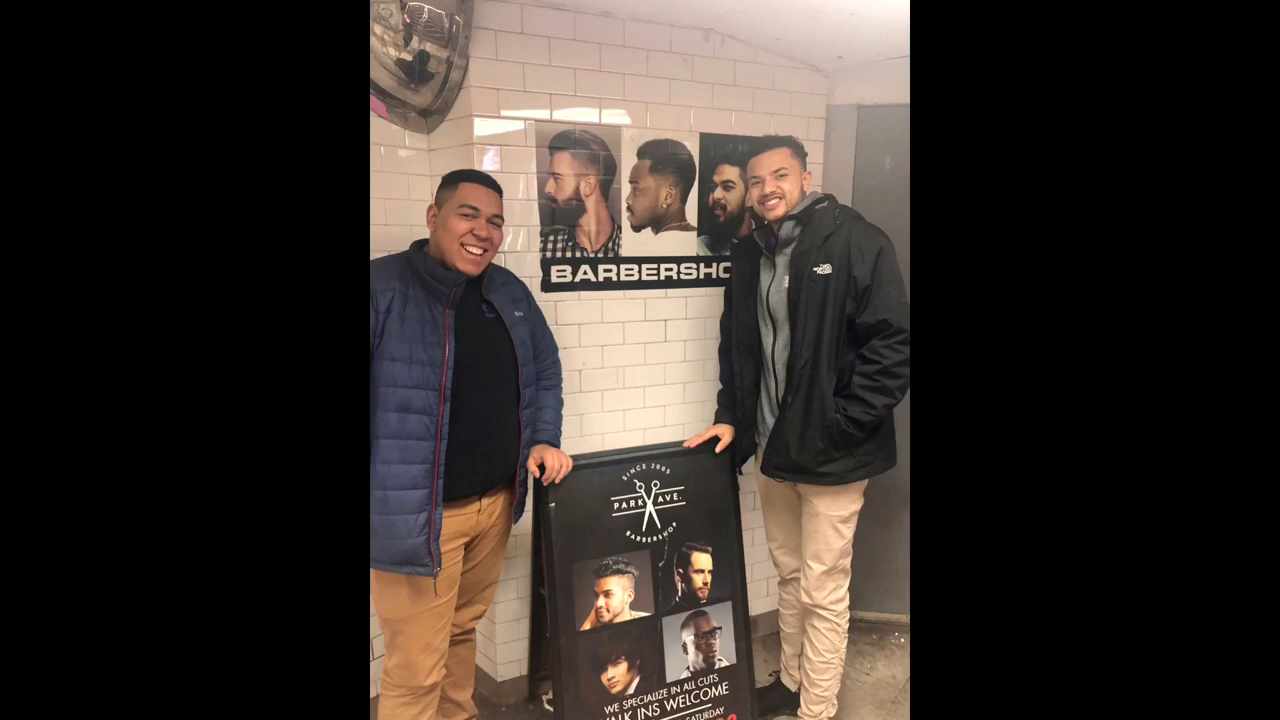 BARBERSHO
THE
NORTH
FACE
SINCE 2005
PARK AVE.
BARBERSHOP
WE SPECIALIZE IN ALL CUTS
ALK INS WELCOME
SATURDAY